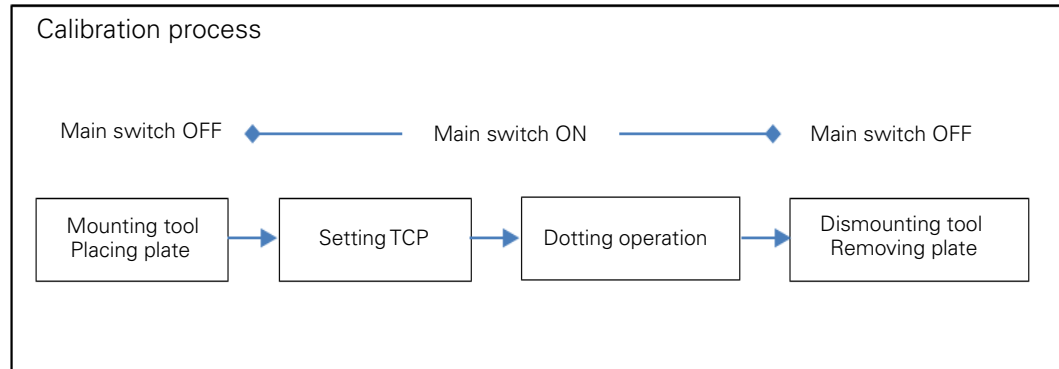 Calibration process
Main switch OFF
Main switch ON
Main switch OFF
Mounting tool
Placing plate
Setting TCP
Dotting operation
Dismounting tool
Removing plate